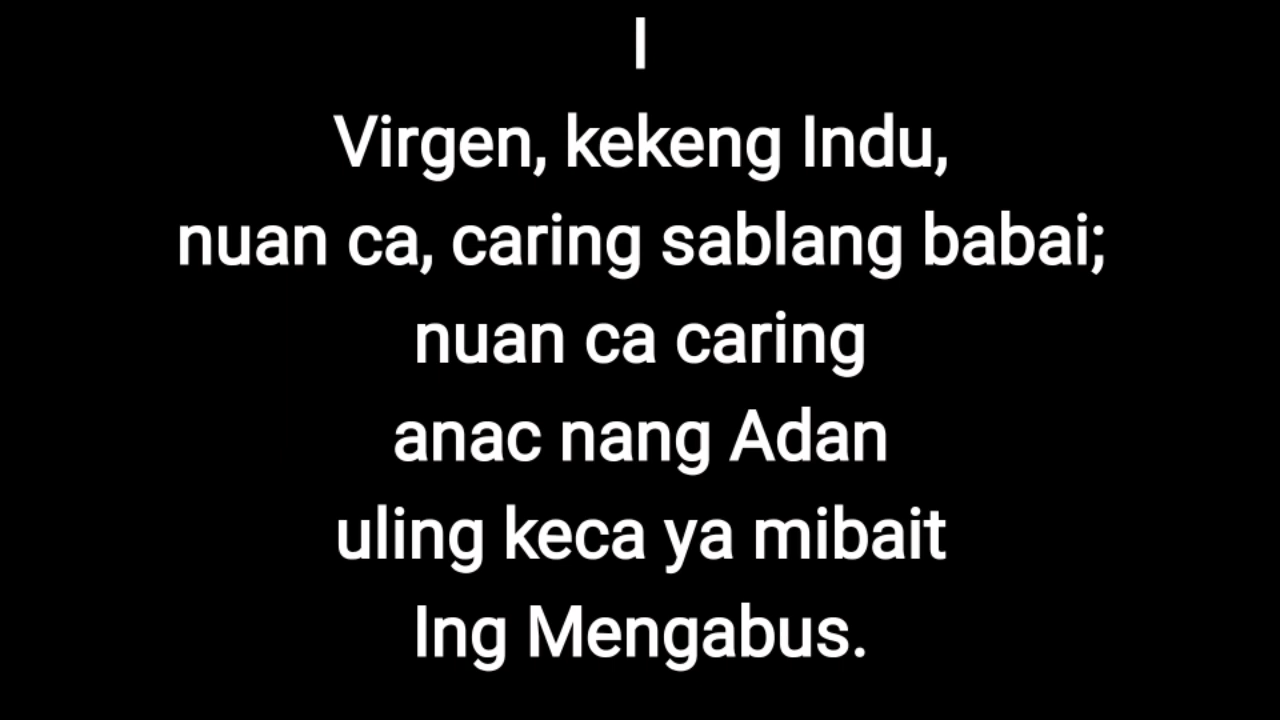 I
Virgen, kekeng Indu,
nuan ca, caring sablang babai;
nuan ca caring
anac nang Adan
uling keca ya mibait
Ing Mengabus.